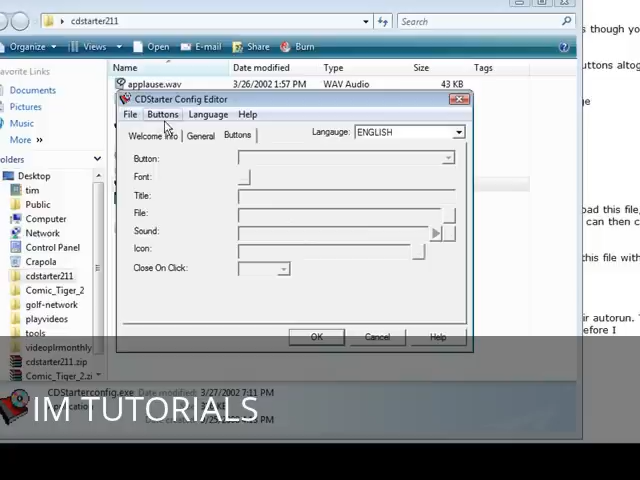 cdstarter211
Search
Organize
Views
Open
E-mail
Share
Burn
avorite Links
Documents
Pictures
Music
More »
olders
Desktop
tim
Public
Computer
Network
Control Panel
Crapola
cdstarter211
Comic_Tiger_2
golf-network
playvideos
tools
videoplrmonthly
cdstarter211.zip
Comic_Tiger_2.zi
Name
Date modified
Type
Size
Tags
applause.wav
3/26/2002 1:57 PM
WAV Audio
43 KB
CDStarter Config Editor
File
Buttons
Language
Help
Welcome Info
General
Buttons
Langauge:
ENGLISH
Button:
Font:
Title:
File:
Sound:
Icon:
Close On Click:
OK
Cancel
Help
s though yo
uttons altog
oad this file,
can then c
this file with
ir autorun. T
efore I
CDStarterconfig.exe Date modified: 3/27/2002 7:11 PM
IM TUTORIALS